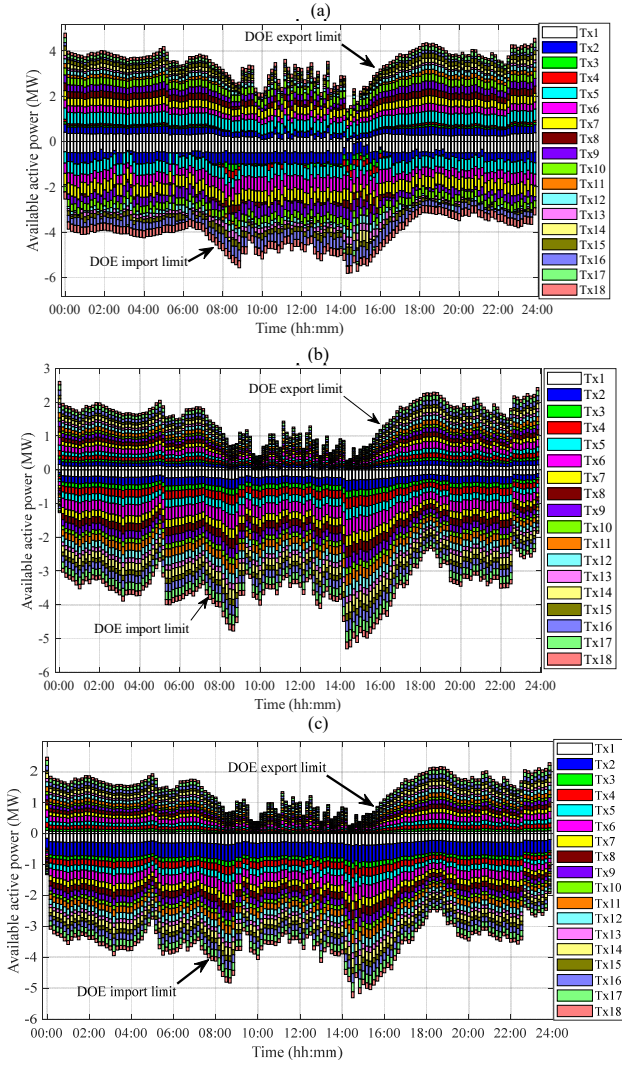 (a)
Available active power (MW)
4
2
0
-2
-4
-6
DOE export limit
DOE import limit
00:00 02:00 04:00 06:00 08:00 10:00 12:00 14:00 16:00 18:00 20:00 22:00 24:00
Time (hh:mm)
Tx1
Tx2
Tx3
Tx4
Tx5
Tx6
Tx7
Tx8
Tx9
Tx10
Tx11
Tx12
Tx13
Tx14
Tx15
Tx16
Tx17
Tx18
(b)
Available active power (MW)
3
2
1
0
-1
-2
-3
-4
-5
-6
DOE export limit
DOE import limit
00:00 02:00 04:00 06:00 08:00 10:00 12:00 14:00 16:00 18:00 20:00 22:00 24:00
Time (hh:mm)
Tx1
Tx2
Tx3
Tx4
Tx5
Tx6
Tx7
Tx8
Tx9
Tx10
Tx11
Tx12
Tx13
Tx14
Tx15
Tx16
Tx17
Tx18
(c)
Available active power (MW)
2
1
0
-1
-2
-3
-4
-5
-6
DOE export limit
DOE import limit
00:00 02:00 04:00 06:00 08:00 10:00 12:00 14:00 16:00 18:00 20:00 22:00 24:00
Time (hh:mm)
Tx1
Tx2
Tx3
Tx4
Tx5
Tx6
Tx7
Tx8
Tx9
Tx10
Tx11
Tx12
Tx13
Tx14
Tx15
Tx16
Tx17
Tx18